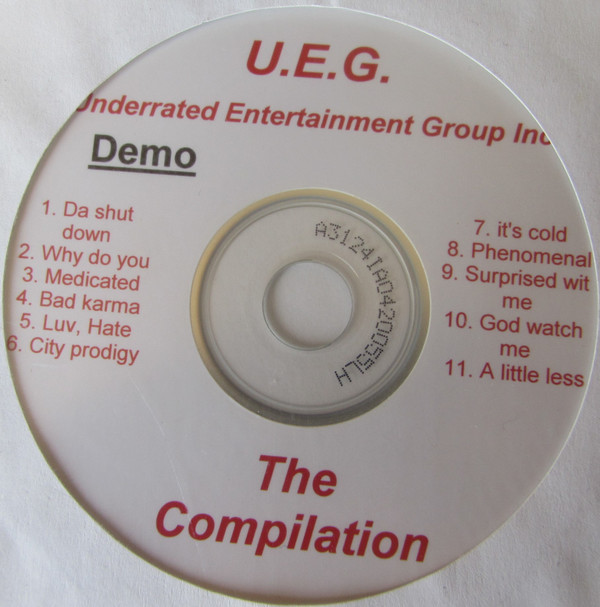 U.E.G.
Underrated Entertainment Group Inc
Demo
1. Da shut
down
2. Why do you
3. Medicated
4. Bad karma
5. Luv, Hate
6. City prodigy
7. it's cold
8. Phenomenal
9. Surprised wit
me
10. God watch
me
11. A little less
A31241A0420055LH
The
Compilation